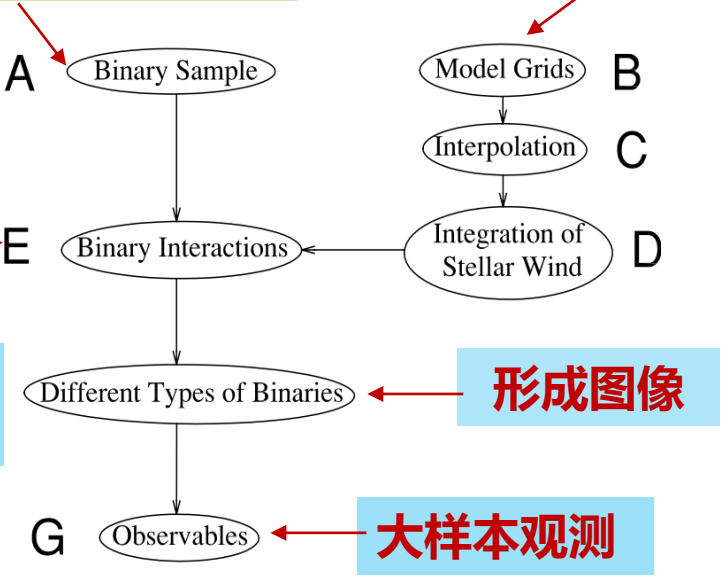 A
Binary Sample
Model Grids
B
Interpolation
C
E
Binary Interactions
Integration of
Stellar Wind
D
Different Types of Binaries
形成图像
G
Observables
大样本观测